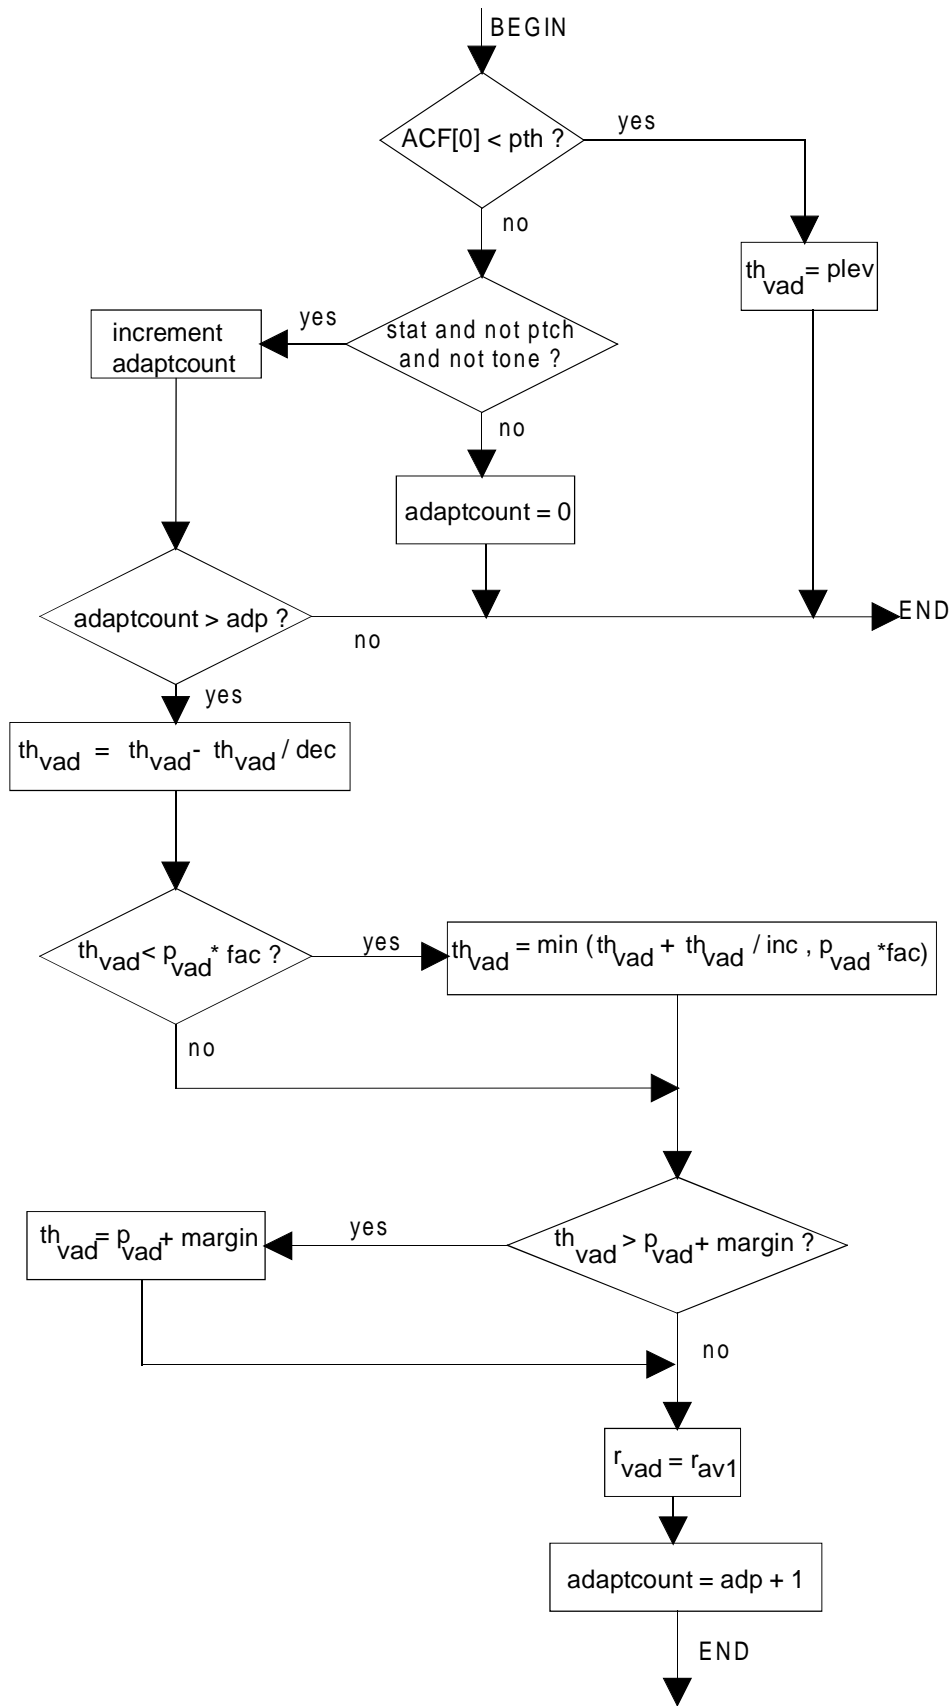 BEGIN
ACF[0] < pth ?
yes
no
th_vad = plev
stat and not ptch
and not tone ?
yes
increment
adaptcount
no
adaptcount = 0
adaptcount > adp ?
no
END
yes
th_vad = th_vad - th_vad / dec
th_vad < p_vad * fac ?
yes
th_vad = min (th_vad + th_vad / inc , p_vad *fac)
no
th_vad > p_vad + margin ?
yes
th_vad = p_vad + margin
no
r_vad = r_av1
adaptcount = adp + 1
END